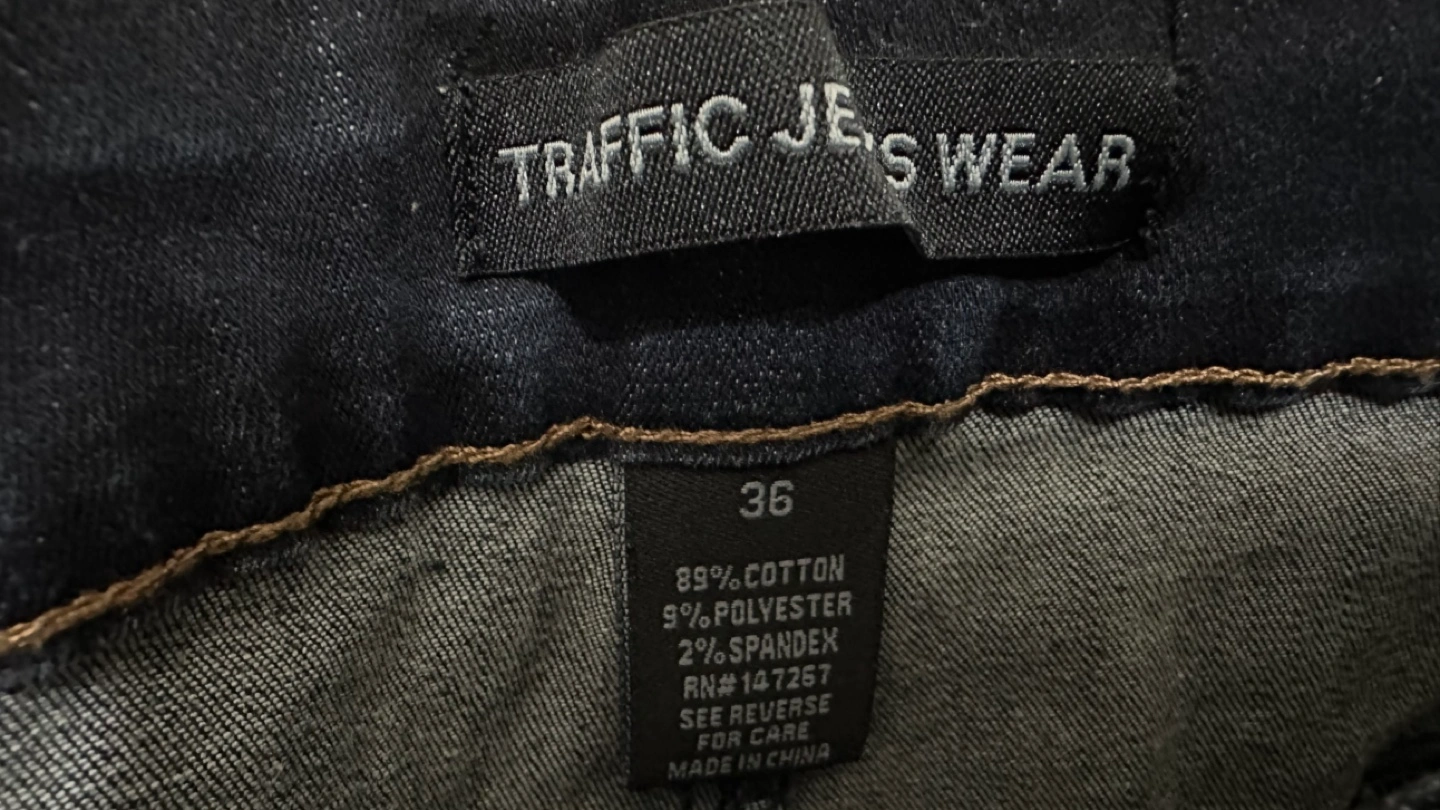 TRAFFIC JE 'S WEAR
36
89% COTTON
9% POLYESTER
2% SPANDEX
RN# 147267
SEE REVERSE
FOR CARE
MADE IN CHINA